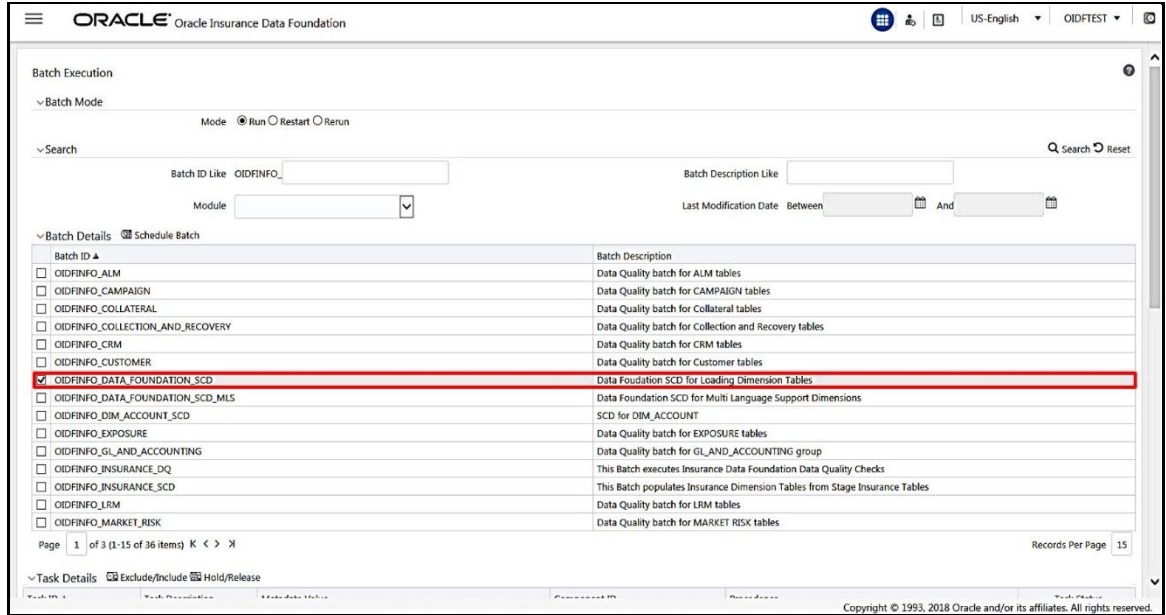 ORACLE® Oracle Insurance Data Foundation US-English OIDFTEST
Batch Execution
Batch Mode
Mode Run Restart Rerun
Search Search Reset
Batch ID Like OIDFINFO_ Batch Description Like
Module Last Modification Date Between And
Batch Details Schedule Batch
Batch ID Batch Description
OIDFINFO_ALM Data Quality batch for ALM tables
OIDFINFO_CAMPAIGN Data Quality batch for CAMPAIGN tables
OIDFINFO_COLLATERAL Data Quality batch for Collateral tables
OIDFINFO_COLLECTION_AND_RECOVERY Data Quality batch for Collection and Recovery tables
OIDFINFO_CRM Data Quality batch for CRM tables
OIDFINFO_CUSTOMER Data Quality batch for Customer tables
OIDFINFO_DATA_FOUNDATION_SCD Data Foudation SCD for Loading Dimension Tables
OIDFINFO_DATA_FOUNDATION_SCD_MLS Data Foundation SCD for Multi Language Support Dimensions
OIDFINFO_DIM_ACCOUNT_SCD SCD for DIM_ACCOUNT
OIDFINFO_EXPOSURE Data Quality batch for EXPOSURE tables
OIDFINFO_GL_AND_ACCOUNTING Data Quality batch for GL_AND_ACCOUNTING group
OIDFINFO_INSURANCE_DQ This Batch executes Insurance Data Foundation Data Quality Checks
OIDFINFO_INSURANCE_SCD This Batch populates Insurance Dimension Tables from Stage Insurance Tables
OIDFINFO_LRM Data Quality batch for LRM tables
OIDFINFO_MARKET_RISK Data Quality batch for MARKET RISK tables
Page 1 of 3 (1-15 of 36 items) Records Per Page 15
Task Details Exclude/Include Hold/Release
Copyright © 1993, 2018 Oracle and/or its affiliates. All rights reserved.